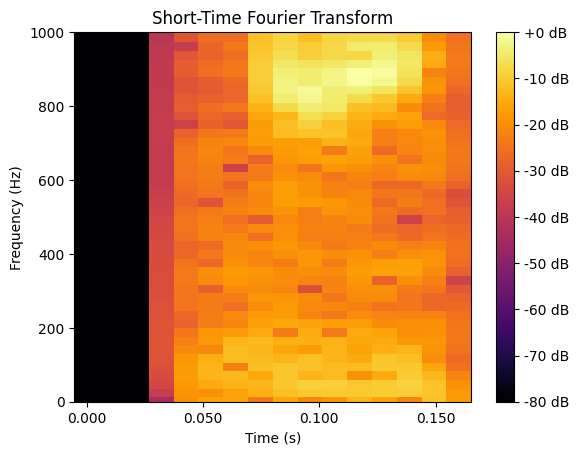 Short-Time Fourier Transform
1000
800
600
400
200
0
Frequency (Hz)
0.000
0.050
0.100
0.150
Time (s)
+0 dB
-10 dB
-20 dB
-30 dB
-40 dB
-50 dB
-60 dB
-70 dB
-80 dB